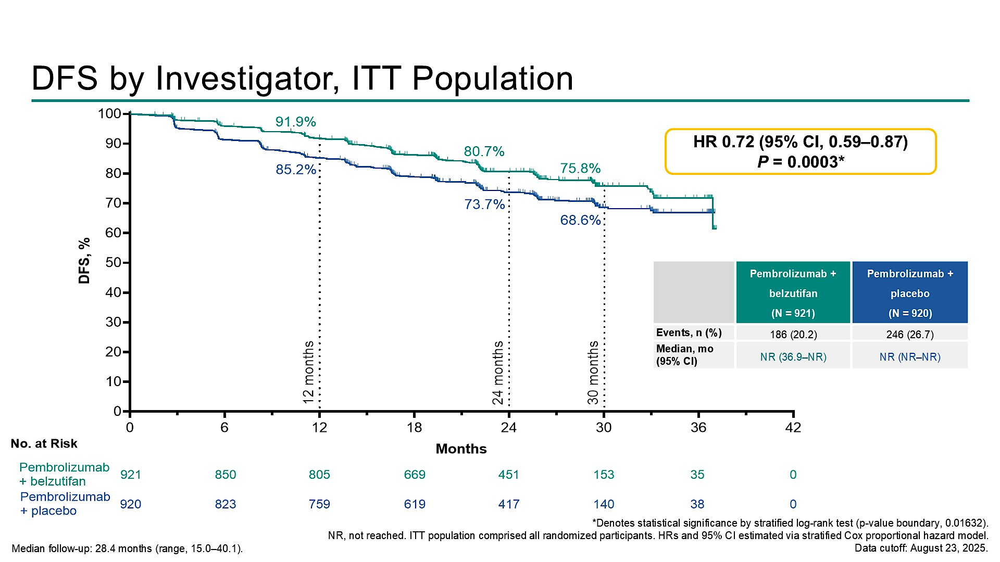 DFS by Investigator, ITT Population
100
90
80
70
60
50
40
30
20
10
0
DFS, %
91.9%
85.2%
80.7%
73.7%
75.8%
68.6%
12 months
24 months
30 months
HR 0.72 (95% CI, 0.59–0.87)
P = 0.0003*
Pembrolizumab +
belzutifan
(N = 921)
Pembrolizumab +
placebo
(N = 920)
Events, n (%) 186 (20.2) 246 (26.7)
Median, mo
(95% CI) NR (36.9–NR) NR (NR–NR)
0 6 12 18 24 30 36 42
Months
No. at Risk
Pembrolizumab
+ belzutifan
921 850 805 669 451 153 35 0
Pembrolizumab
+ placebo
920 823 759 619 417 140 38 0
*Denotes statistical significance by stratified log-rank test (p-value boundary, 0.01632).
NR, not reached. ITT population comprised all randomized participants. HRs and 95% CI estimated via stratified Cox proportional hazard model.
Median follow-up: 28.4 months (range, 15.0–40.1).
Data cutoff: August 23, 2025.